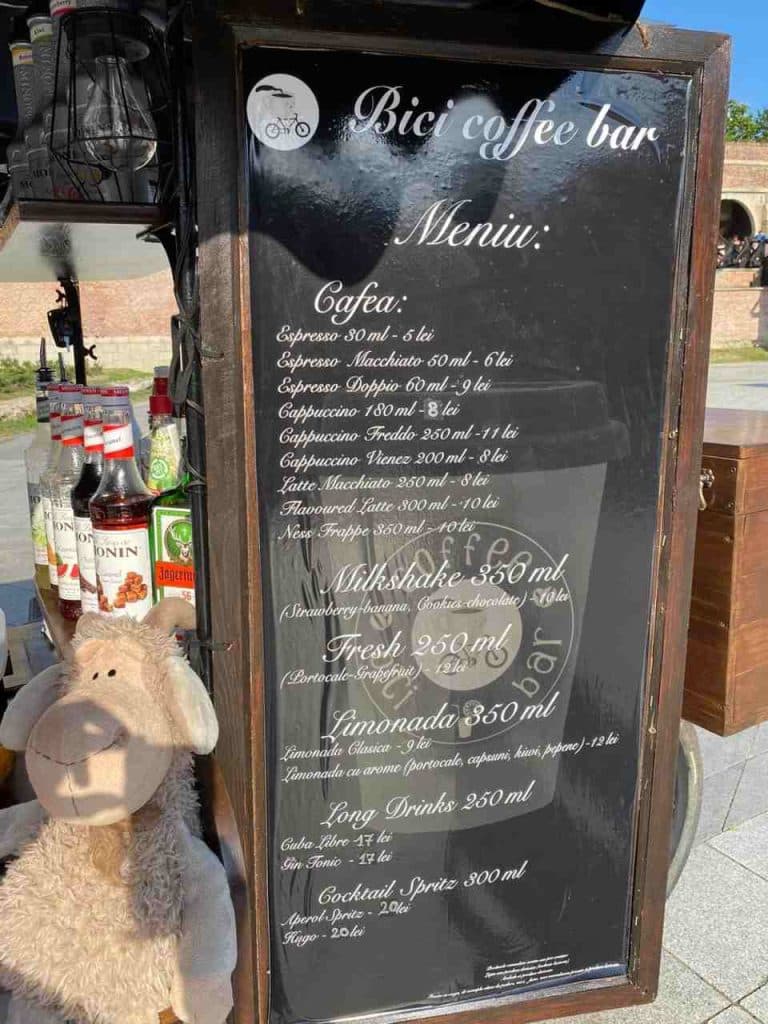 Bici coffee bar
Meniu:
Cafea:
Espresso 30 ml - 5 lei
Espresso Macchiato 50 ml - 6 lei
Espresso Doppio 60 ml - 9 lei
Cappuccino 180 ml - 8 lei
Cappuccino Freddo 250 ml - 11 lei
Cappuccino Vienez 200 ml - 8 lei
Latte Macchiato 250 ml - 8 lei
Flavoured Latte 300 ml - 10 lei
Ness Frappe 350 ml - 10 lei
Milkshake 350 ml
(Strawberry-banana, Cookies-chocolate) - 10 lei
Fresh 250 ml
(Portocale-Grapefruit) - 12 lei
Limonada 350 ml
Limonada Clasica - 9 lei
Limonada cu arome (portocale, capsuni, kiwi, pepene) - 12 lei
Long Drinks 250 ml
Cuba Libre 17 lei
Gin Tonic - 17 lei
Cocktail Spritz 300 ml
Aperol Spritz - 20 lei
Hugo - 20 lei
coffee
bici
bar
MONIN